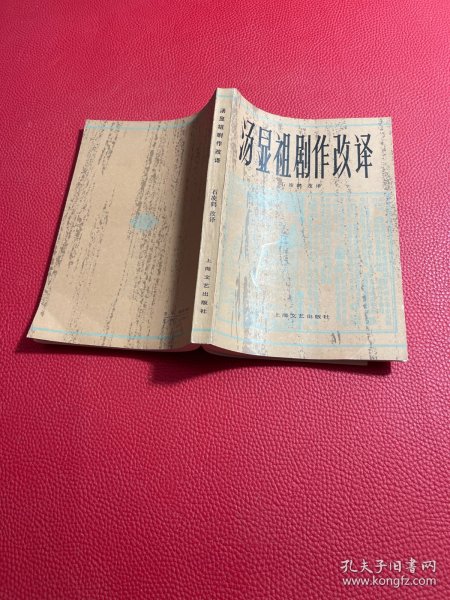 汤显祖剧作改译
石凌鹤 改译
上海文艺出版社
汤显祖剧作改译
石凌鹤 改译
上海文艺出版社
孔夫子旧书网
www.kongfz.com